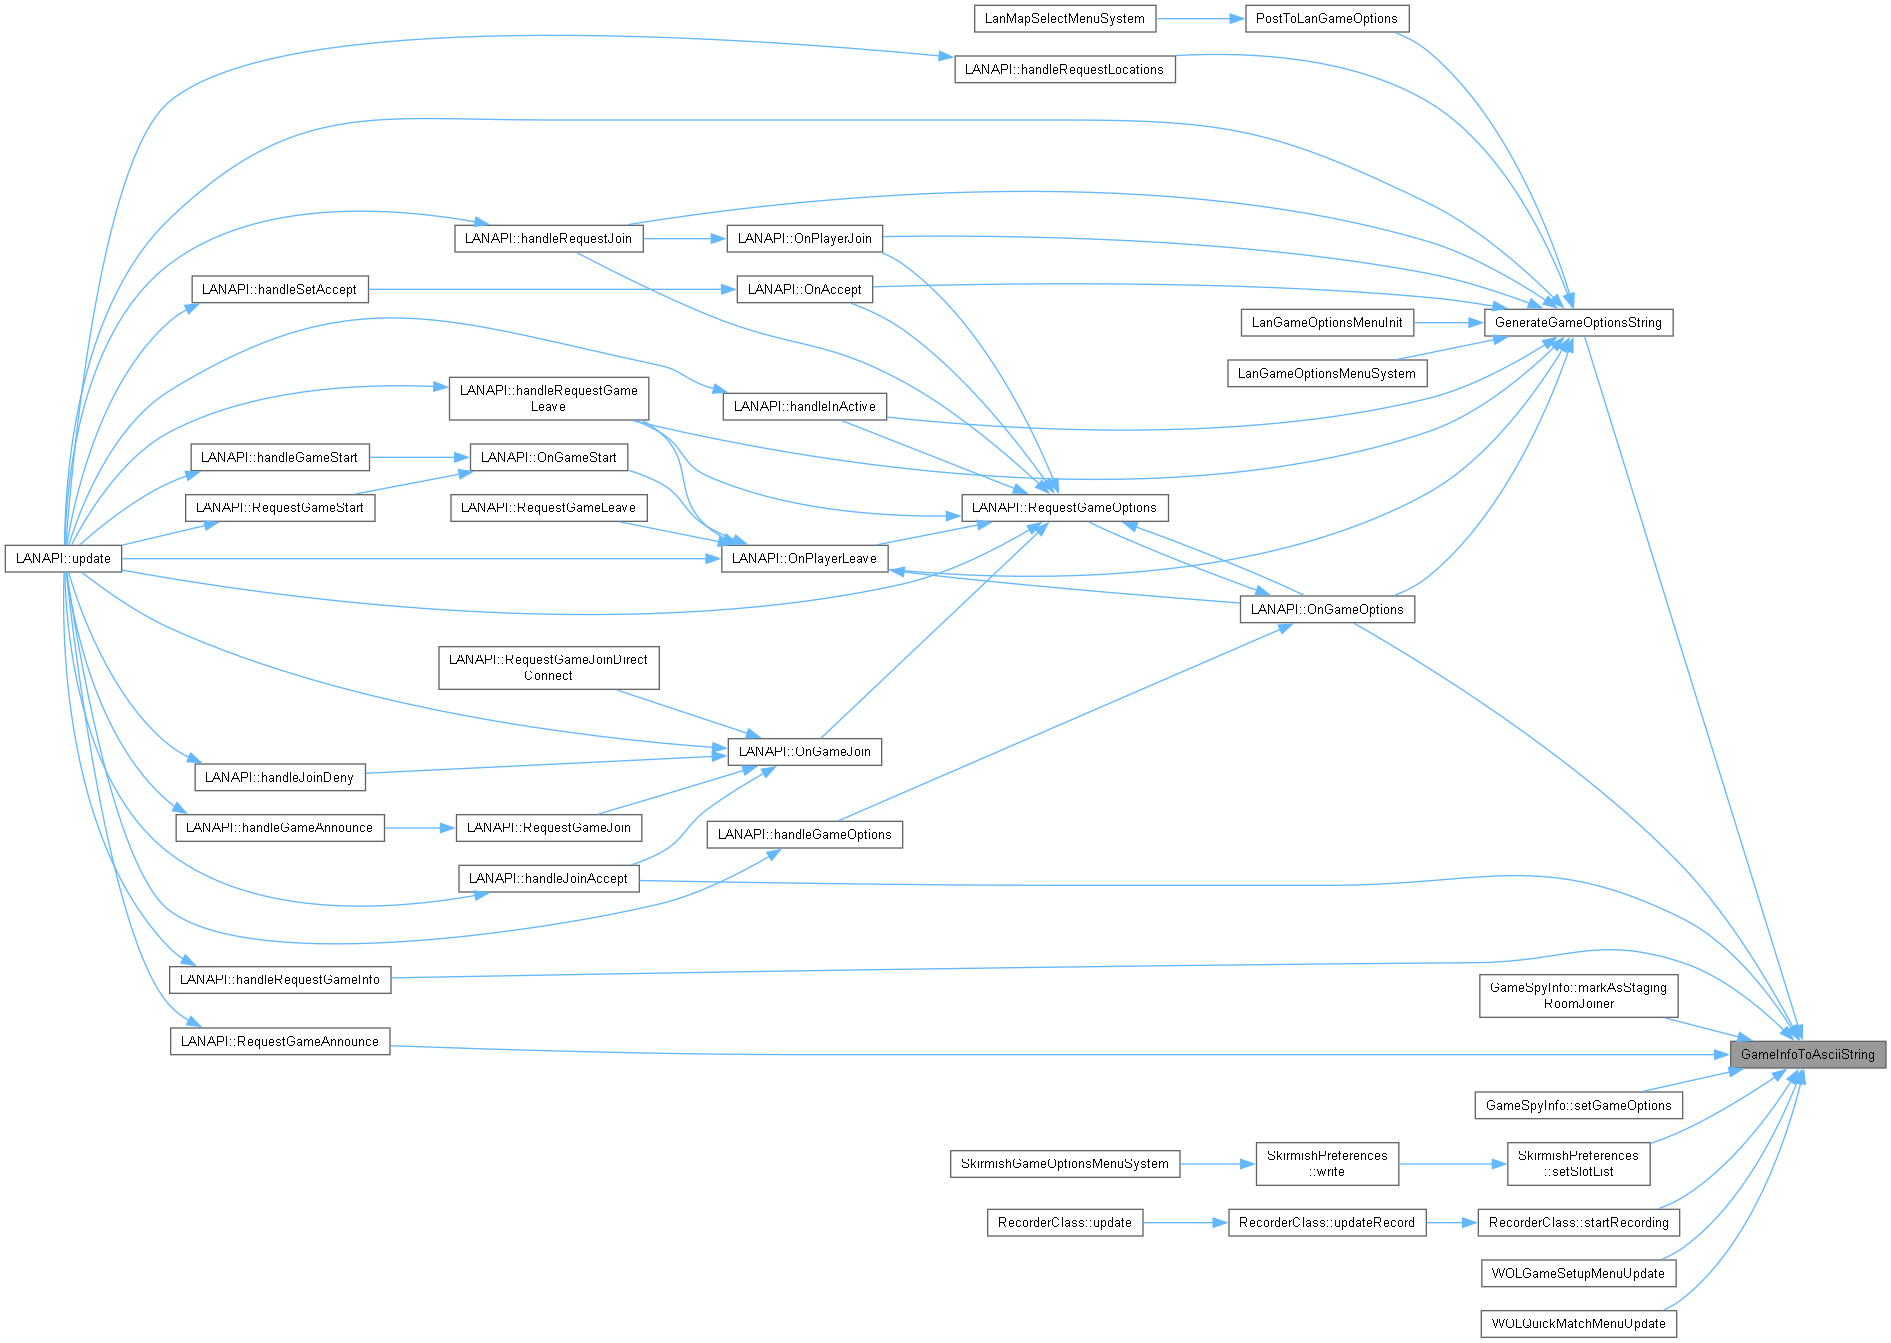 LanMapSelectMenuSystem
PostToLanGameOptions
LANAPI::handleRequestLocations
LANAPI::handleRequestJoin
LANAPI::OnPlayerJoin
LANAPI::handleSetAccept
LANAPI::OnAccept
LanGameOptionsMenuInit
GenerateGameOptionsString
LanGameOptionsMenuSystem
LANAPI::handleRequestGame
Leave
LANAPI::handleInActive
LANAPI::handleGameStart
LANAPI::OnGameStart
LANAPI::RequestGameStart
LANAPI::RequestGameLeave
LANAPI::RequestGameOptions
LANAPI::update
LANAPI::OnPlayerLeave
LANAPI::OnGameOptions
LANAPI::RequestGameJoinDirect
Connect
LANAPI::OnGameJoin
LANAPI::handleJoinDeny
LANAPI::handleGameAnnounce
LANAPI::RequestGameJoin
LANAPI::handleGameOptions
LANAPI::handleJoinAccept
LANAPI::handleRequestGameInfo
GameSpyInfo::markAsStaging
RoomJoiner
LANAPI::RequestGameAnnounce
GameInfoToAsciiString
GameSpyInfo::setGameOptions
SkirmishGameOptionsMenuSystem
SkirmishPreferences
::write
SkirmishPreferences
::setSlotList
RecorderClass::update
RecorderClass::updateRecord
RecorderClass::startRecording
WOLGameSetupMenuUpdate
WOLQuickMatchMenuUpdate